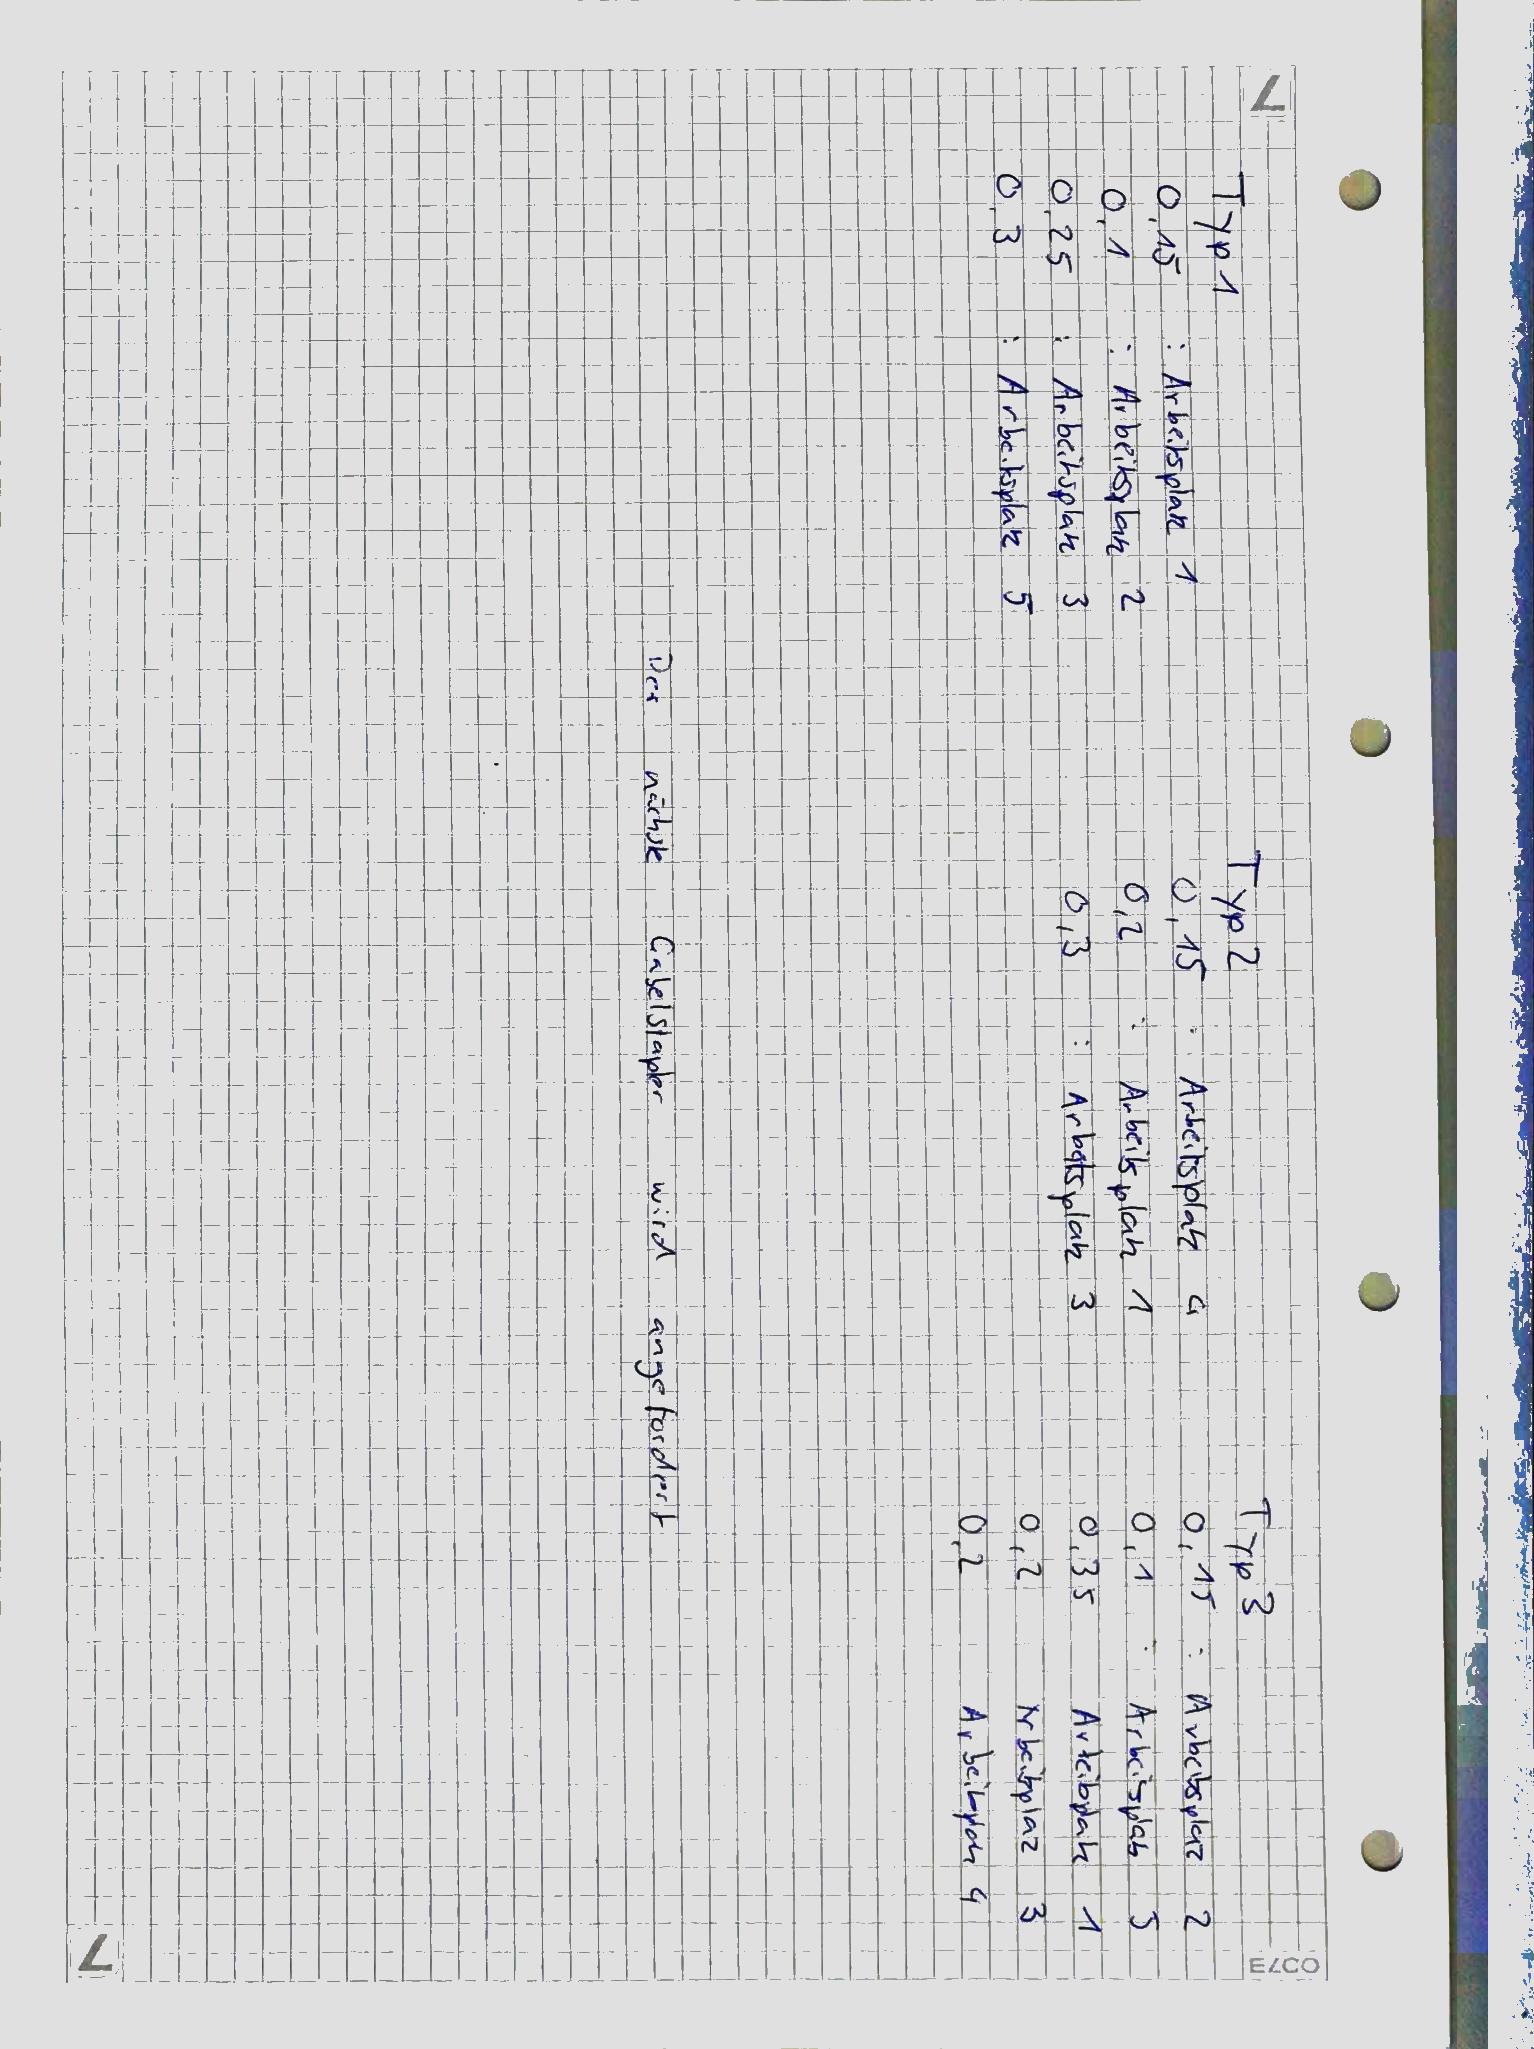 ELCO
Typ 1
0,15 : Arbeitsplatz 1
0,1 : Arbeitsplatz 2
0,25 : Arbeitsplatz 3
0,3 : Arbeitsplatz 5
Typ 2
0,15 : Arbeitsplatz 4
0,2 : Arbeitsplatz 1
0,3 : Arbeitsplatz 3
Typ 3
0,15 : Arbeitsplaz 2
0,1 : Arbeitsplatz 5
0,35 Arbeitsplatz 1
0,2 Arbeitsplaz 3
0,2 Arbeitsplatz 4
Der nächste Gabelstapler wird angefordert